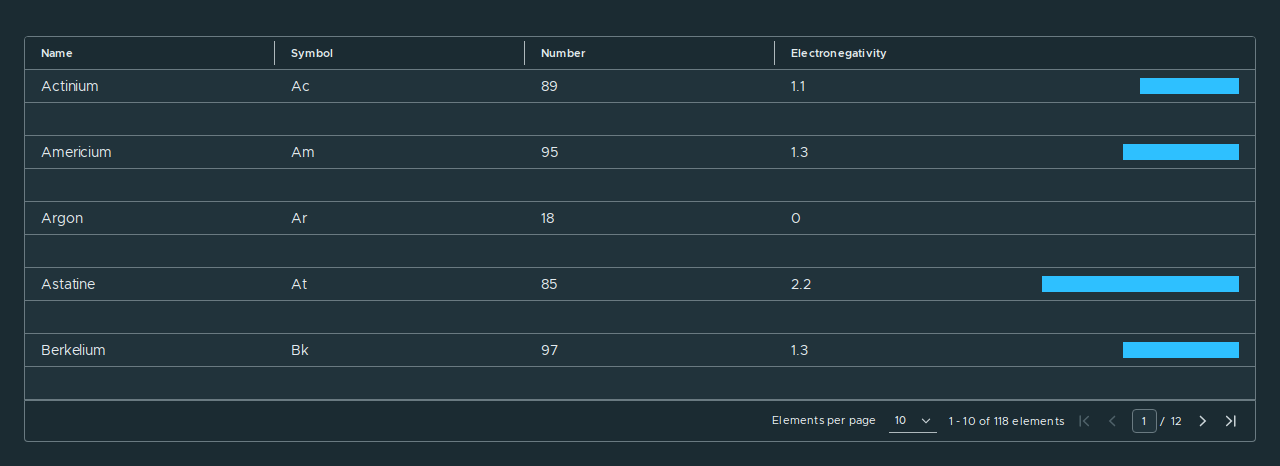 Name Symbol Number Electronegativity
Actinium Ac 89 1.1
Americium Am 95 1.3
Argon Ar 18 0
Astatine At 85 2.2
Berkelium Bk 97 1.3
Elements per page 10 1 - 10 of 118 elements 1 / 12